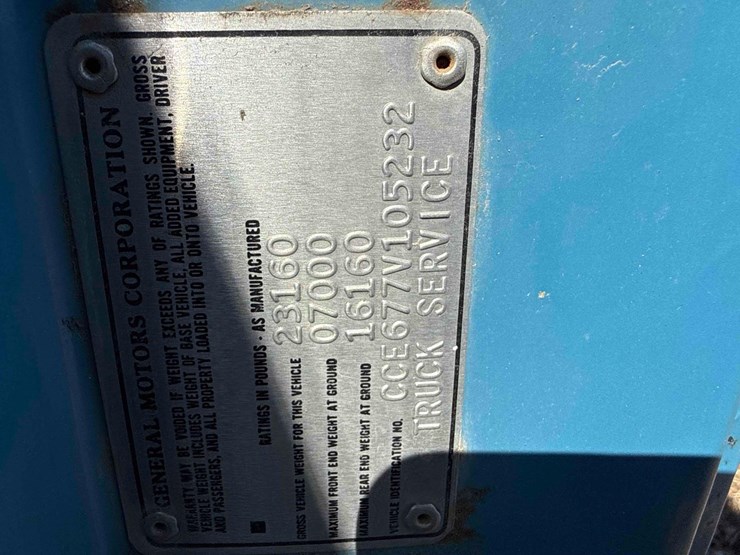 GENERAL MOTORS CORPORATION
WARRANTY MAY BE VOIDED IF WEIGHT EXCEEDS ANY OF RATINGS SHOWN. GROSS
VEHICLE WEIGHT INCLUDES WEIGHT OF BASE VEHICLE, ALL ADDED EQUIPMENT, DRIVER
AND PASSENGERS, AND ALL PROPERTY LOADED INTO OR ONTO VEHICLE.
RATINGS IN POUNDS - AS MANUFACTURED
GROSS VEHICLE WEIGHT FOR THIS VEHICLE 23160
MAXIMUM FRONT END WEIGHT AT GROUND 07000
MAXIMUM REAR END WEIGHT AT GROUND 16160
VEHICLE IDENTIFICATION NO. CCE677V105232
TRUCK SERVICE